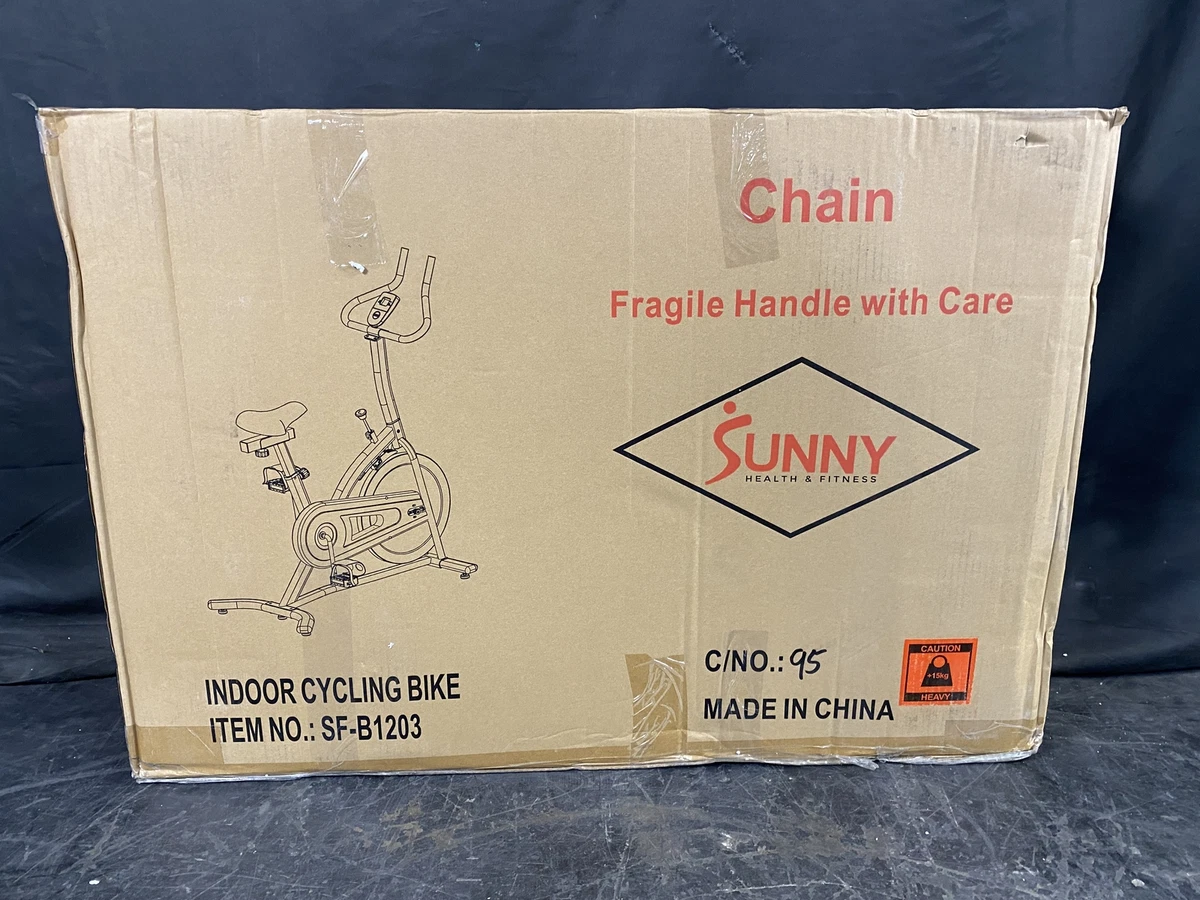 Chain
Fragile Handle with Care
SUNNY
HEALTH & FITNESS
INDOOR CYCLING BIKE
ITEM NO.: SF-B1203
C/NO.: 95
MADE IN CHINA
CAUTION
+15kg
HEAVY!